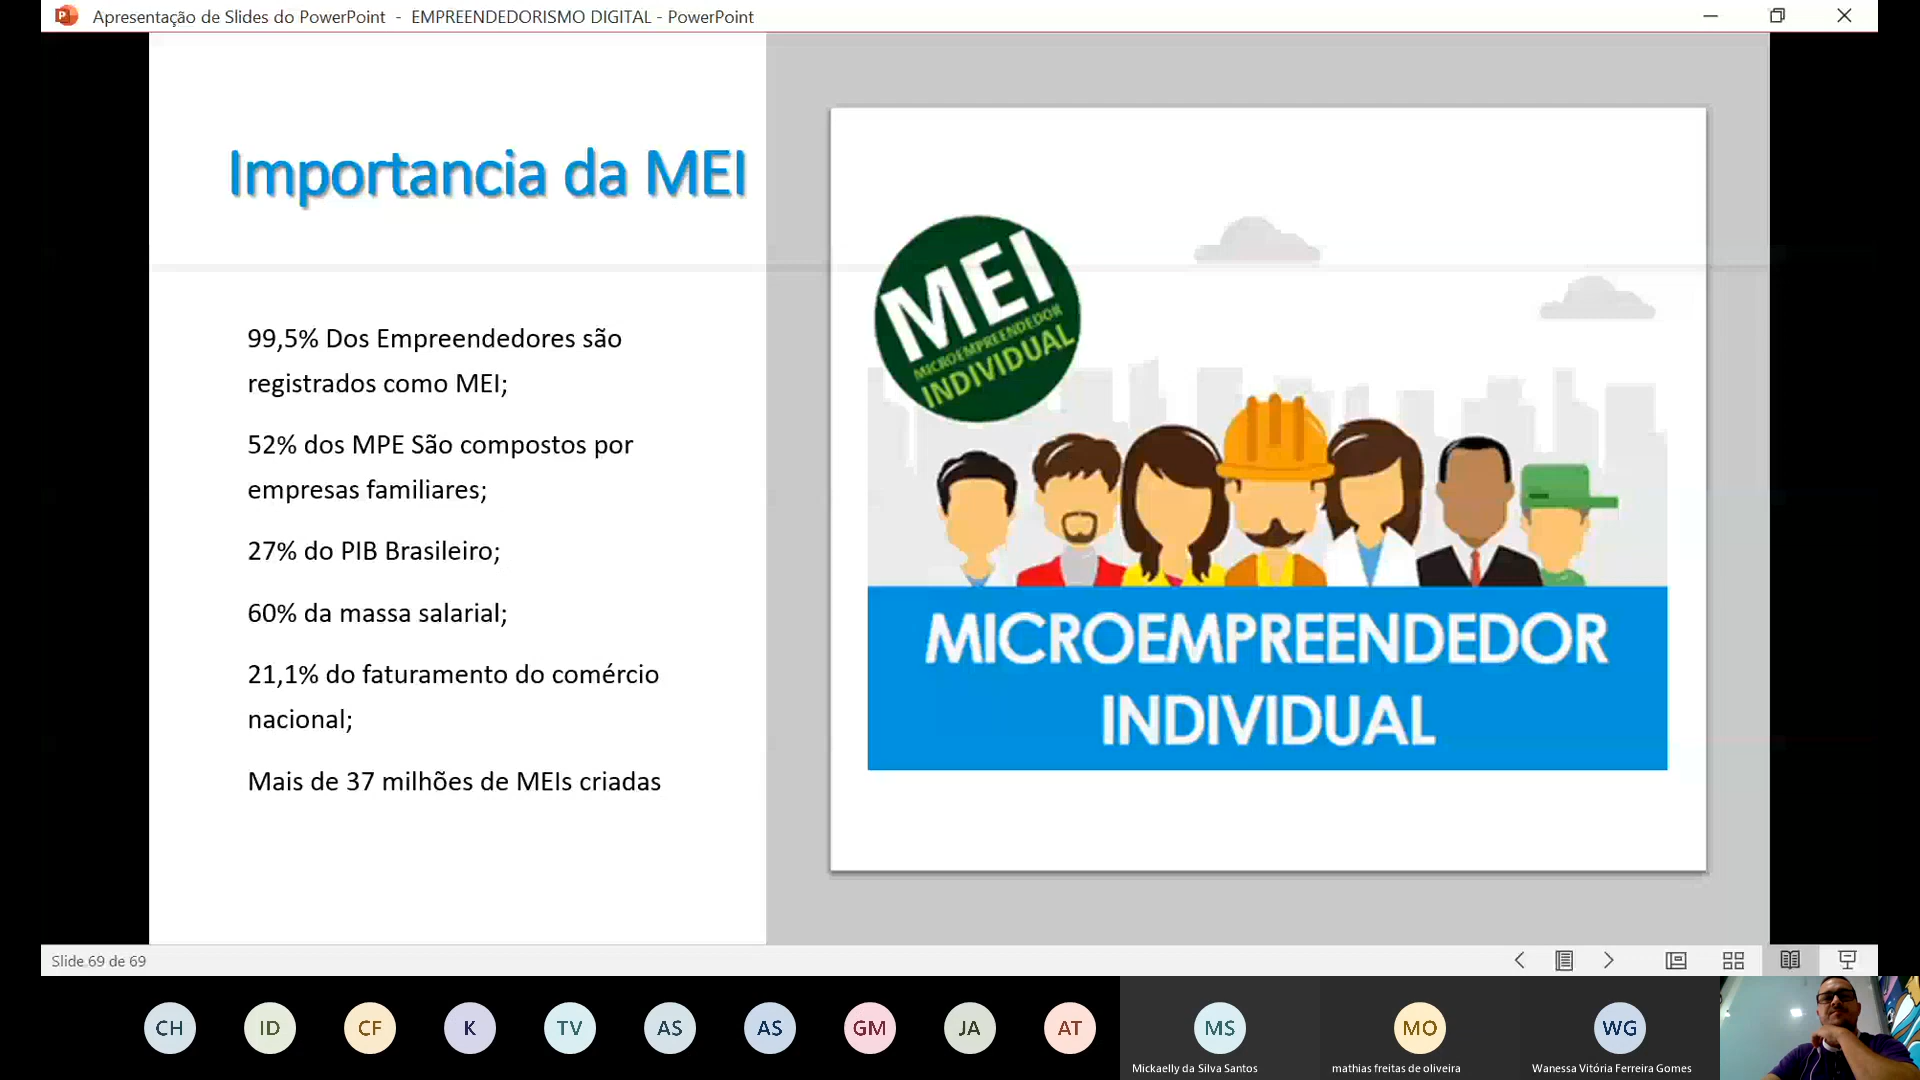 Apresentação de Slides do PowerPoint - EMPREENDEDORISMO DIGITAL - PowerPoint
Importancia da MEI
99,5% Dos Empreendedores são
registrados como MEI;
52% dos MPE São compostos por
empresas familiares;
27% do PIB Brasileiro;
60% da massa salarial;
21,1% do faturamento do comércio
nacional;
Mais de 37 milhões de MEIs criadas
MEI
MICROEMPREENDEDOR
INDIVIDUAL
MICROEMPREENDEDOR
INDIVIDUAL
Slide 69 de 69
CH ID CF K TV AS AS GM JA AT MS MO WG
Mickaelly da Silva Santos mathias freitas de oliveira Wanessa Vitória Ferreira Gomes